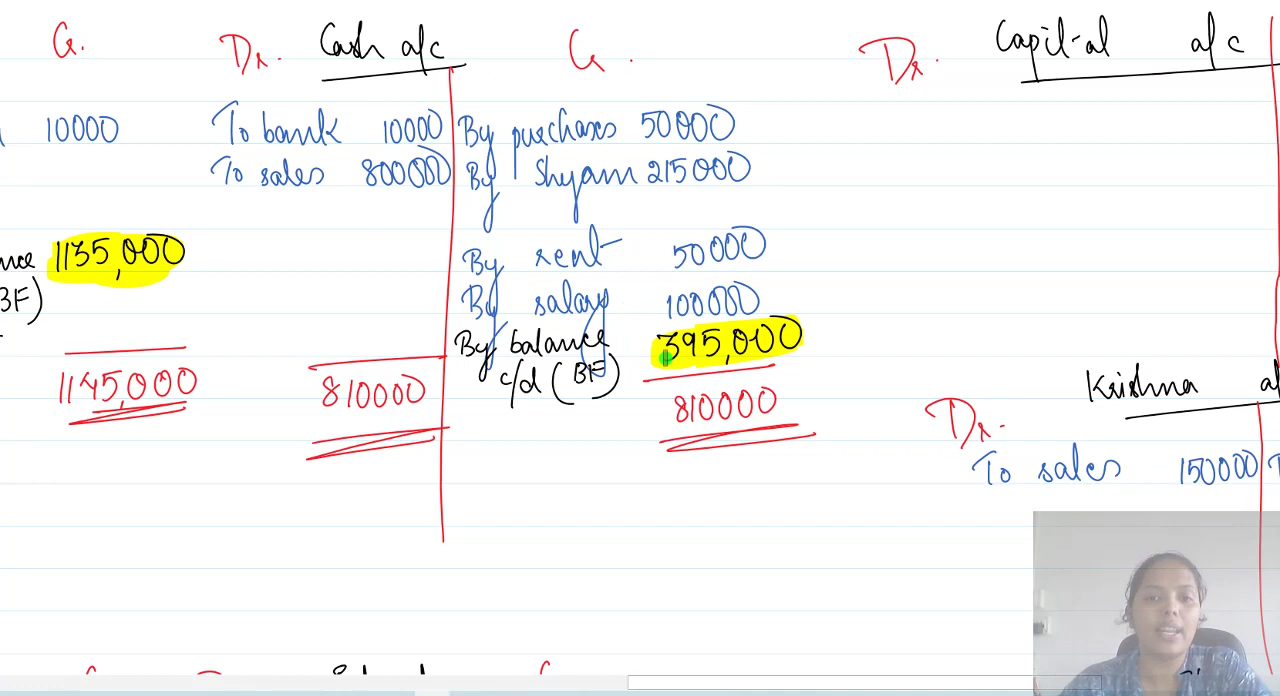 Cr. Dr. Cash a/c Cr. Dr. Capital a/c
10000 To bank 10000 By purchases 50000
To sales 800000 By Shyam 215000
1135,000 By rent 50000
BF) By salary 100000
By balance 395,000
c/d (BF)
1145,000 810000 810000
Krishna a/
Dr.
To sales 150000